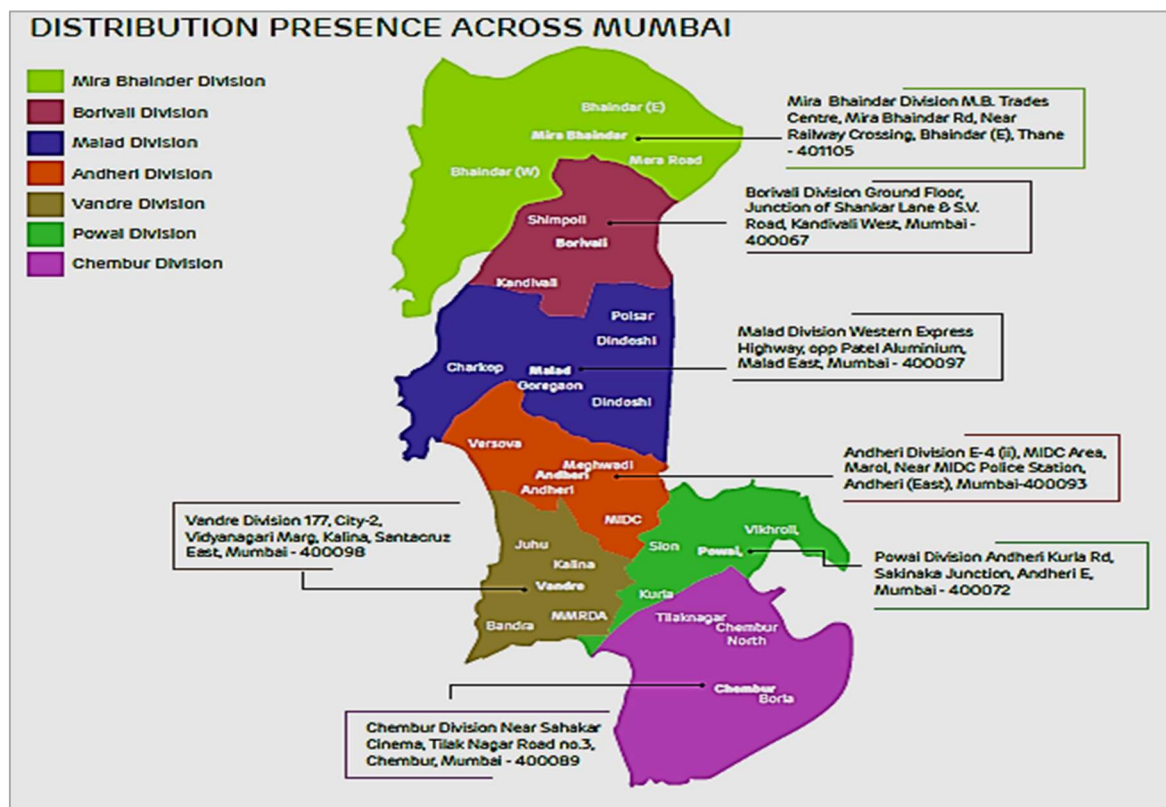 DISTRIBUTION PRESENCE ACROSS MUMBAI
Mira Bhainder Division
Borivali Division
Malad Division
Andheri Division
Vandre Division
Powai Division
Chembur Division
Bhaindar (E)
Mira Bhaindar
Mera Road
Bhaindar (W)
Mira Bhaindar Division M.B. Trades
Centre, Mira Bhaindar Rd, Near
Railway Crossing, Bhaindar (E), Thane
- 401105
Shimpoli
Borivali
Kandivali
Borivali Division Ground Floor,
Junction of Shankar Lane & S.V.
Road, Kandivali West, Mumbai -
400067
Poisar
Dindoshi
Charkop
Malad
Goregaon
Dindoshi
Malad Division Western Express
Highway, opp Patel Aluminium,
Malad East, Mumbai - 400097
Versova
Meghwadi
Andheri
Andheri
MIDC
Andheri Division E-4 (ii), MIDC Area,
Marol, Near MIDC Police Station,
Andheri (East), Mumbai-400093
Vandre Division 177, City-2,
Vidyanagari Marg, Kalina, Santacruz
East, Mumbai - 400098
Juhu
Kalina
Vandre
MMRDA
Bandra
Vikhroli,
Sion
Powai,
Kurla
Powai Division Andheri Kurla Rd,
Sakinaka Junction, Andheri E,
Mumbai - 400072
Tilaknagar
Chembur
North
Chembur
Borla
Chembur Division Near Sahakar
Cinema, Tilak Nagar Road no.3,
Chembur, Mumbai - 400089